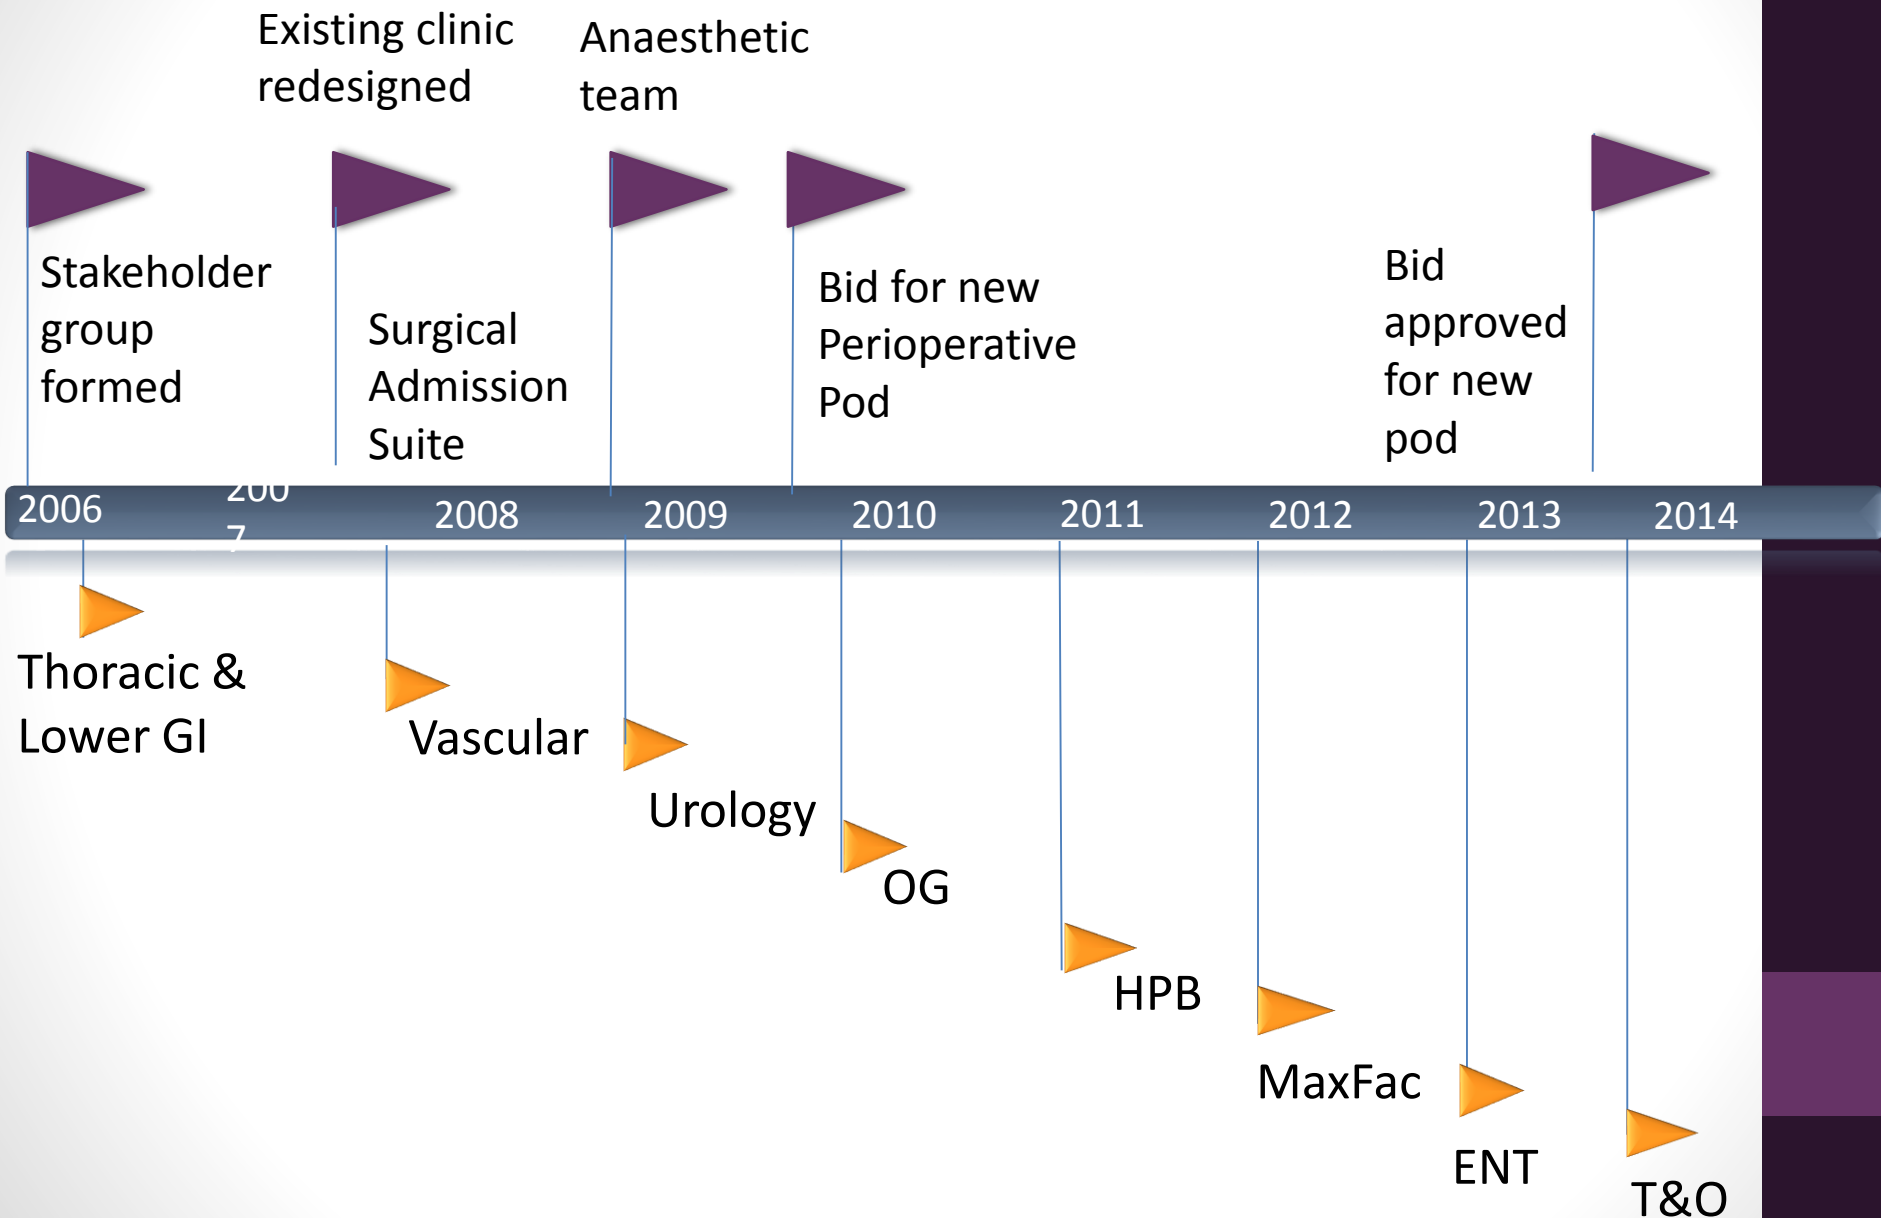 Existing clinic
redesigned
Anaesthetic
team
Stakeholder
group
formed
Surgical
Admission
Suite
Bid for new
Perioperative
Pod
Bid
approved
for new
pod
2006
200
7
2008
2009
2010
2011
2012
2013
2014
Thoracic &
Lower GI
Vascular
Urology
OG
HPB
MaxFac
ENT
T&O